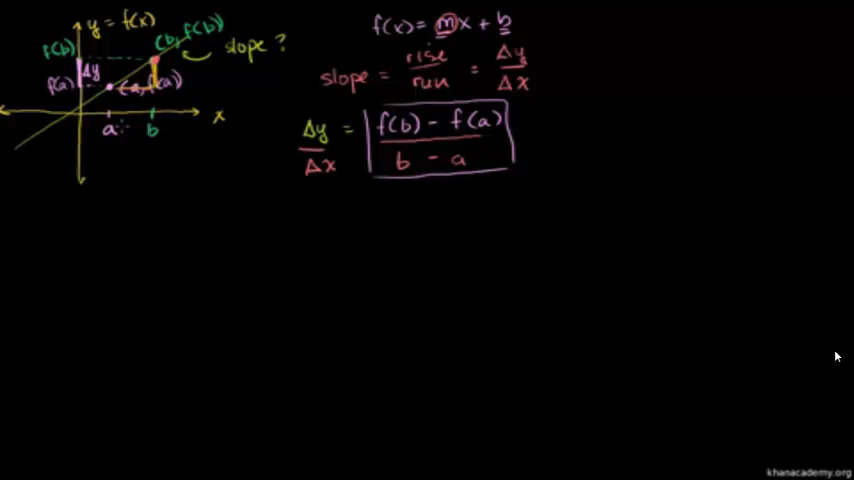 y = f(x)
(b, f(b))
f(b)
slope ?
Δy
f(a)
(a, f(a))
x
a
b
f(x) = mx + b
slope = rise / run = Δy / Δx
Δy / Δx = f(b) - f(a) / b - a
khanacademy.org